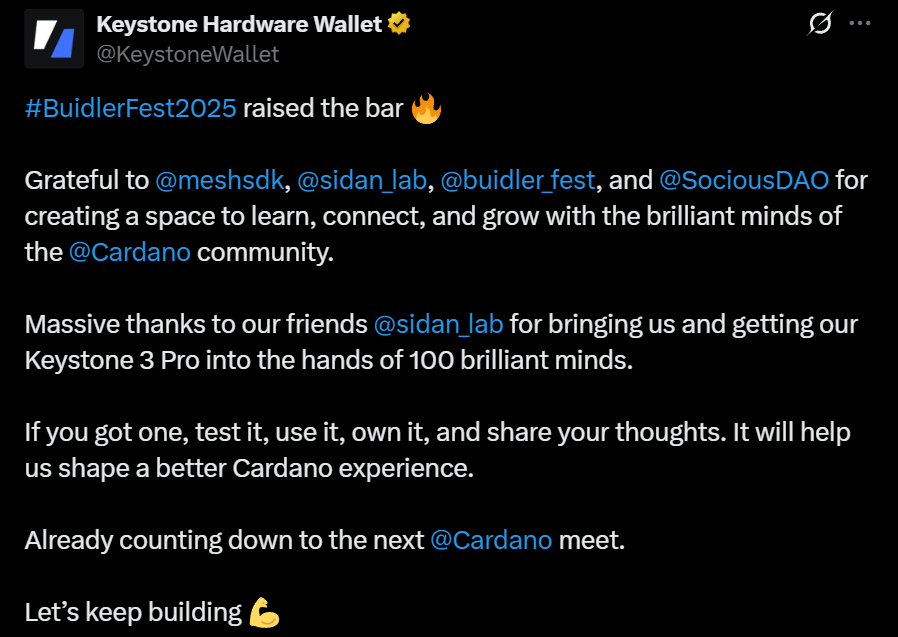 Keystone Hardware Wallet
@KeystoneWallet
#BuidlerFest2025 raised the bar 🔥
Grateful to @meshsdk, @sidan_lab, @buidler_fest, and @SociousDAO for
creating a space to learn, connect, and grow with the brilliant minds of
the @Cardano community.
Massive thanks to our friends @sidan_lab for bringing us and getting our
Keystone 3 Pro into the hands of 100 brilliant minds.
If you got one, test it, use it, own it, and share your thoughts. It will help
us shape a better Cardano experience.
Already counting down to the next @Cardano meet.
Let’s keep building 💪